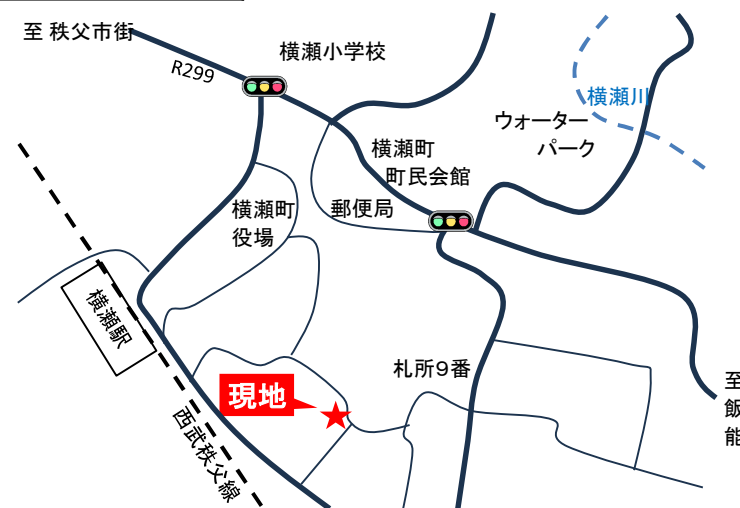 至 秩父市街
R299
横瀬小学校
横瀬川
ウォーター
パーク
横瀬町
町民会館
横瀬町
役場
郵便局
横瀬駅
札所9番
現地
西武秩父線
至
飯
能